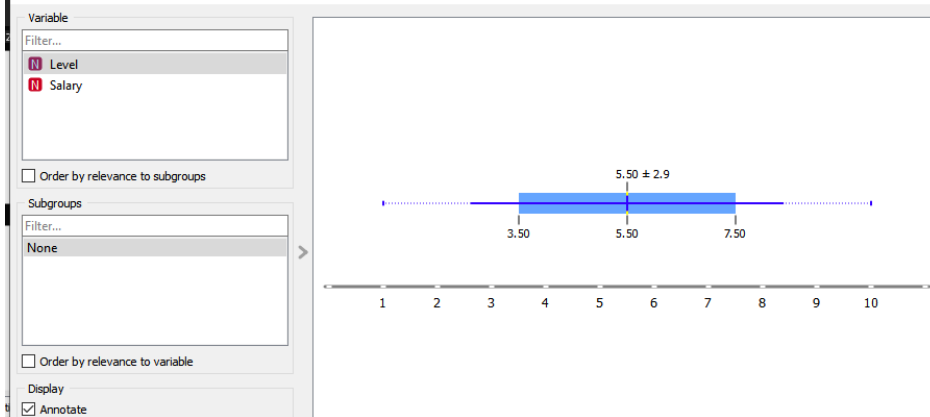 Variable
Filter...
N Level
N Salary
Order by relevance to subgroups
Subgroups
Filter...
None
Order by relevance to variable
Display
Annotate
5.50 ± 2.9
3.50 5.50 7.50
1 2 3 4 5 6 7 8 9 10